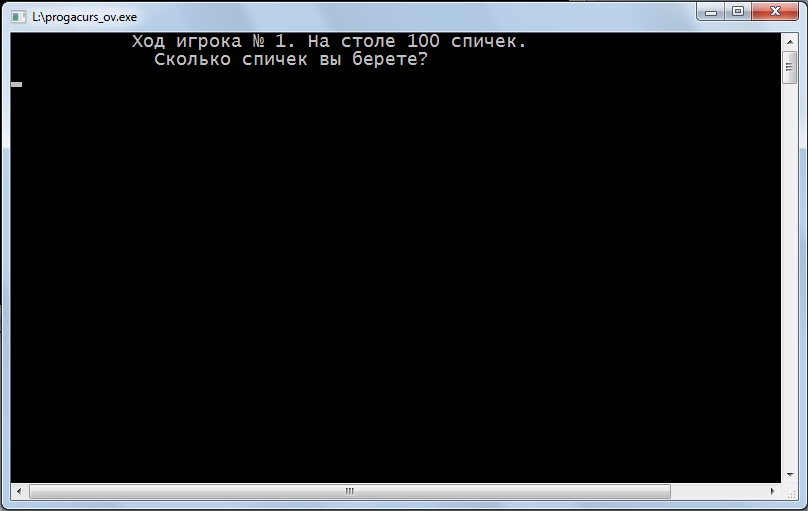 L:\progacurs_ov.exe
Ход игрока № 1. На столе 100 спичек.
Сколько спичек вы берете?